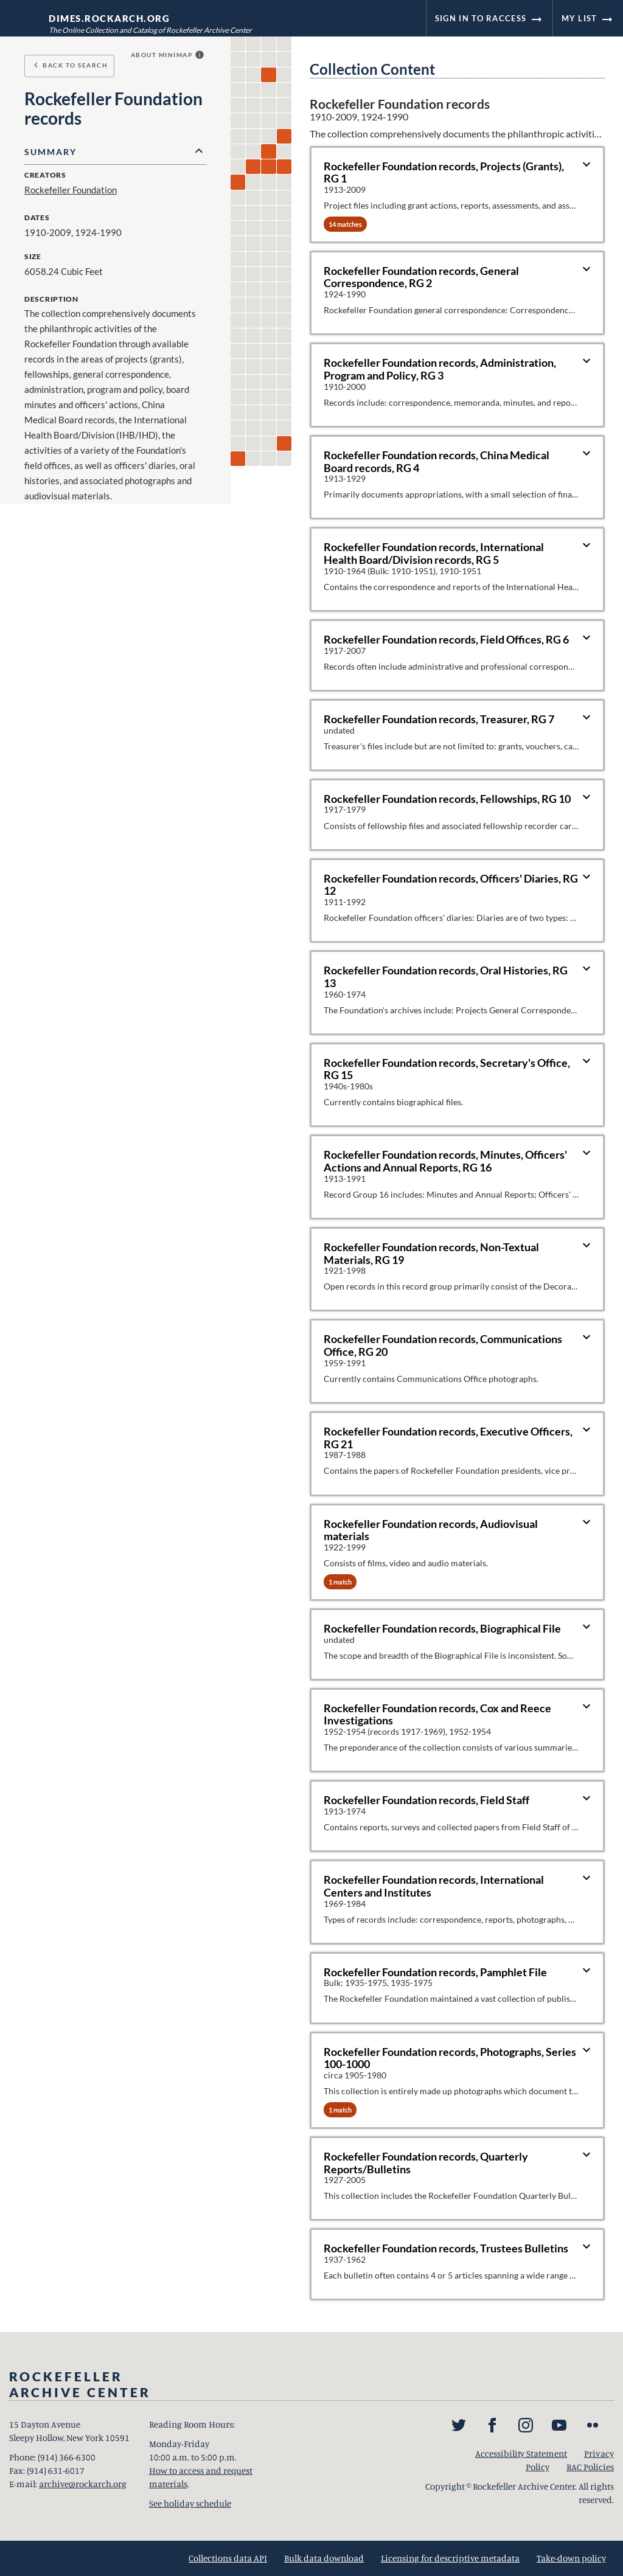 DIMES.ROCKARCH.ORG
The Online Collection and Catalog of Rockefeller Archive Center
SIGN IN TO RACCESS
MY LIST
BACK TO SEARCH
ABOUT MINIMAP
Rockefeller Foundation
records
SUMMARY
CREATORS
Rockefeller Foundation
DATES
1910-2009, 1924-1990
SIZE
6058.24 Cubic Feet
DESCRIPTION
The collection comprehensively documents
the philanthropic activities of the
Rockefeller Foundation through available
records in the areas of projects (grants),
fellowships, general correspondence,
administration, program and policy, board
minutes and officers' actions, China
Medical Board records, the International
Health Board/Division (IHB/IHD), the
activities of a variety of the Foundation's
field offices, as well as officers' diaries, oral
histories, and associated photographs and
audiovisual materials.
Collection Content
Rockefeller Foundation records
1910-2009, 1924-1990
The collection comprehensively documents the philanthropic activiti...
Rockefeller Foundation records, Projects (Grants),
RG 1
1913-2009
Project files including grant actions, reports, assessments, and ass...
14 matches
Rockefeller Foundation records, General
Correspondence, RG 2
1924-1990
Rockefeller Foundation general correspondence: Correspondenc...
Rockefeller Foundation records, Administration,
Program and Policy, RG 3
1910-2000
Records include: correspondence, memoranda, minutes, and repo...
Rockefeller Foundation records, China Medical
Board records, RG 4
1913-1929
Primarily documents appropriations, with a small selection of fina...
Rockefeller Foundation records, International
Health Board/Division records, RG 5
1910-1964 (Bulk: 1910-1951), 1910-1951
Contains the correspondence and reports of the International Hea...
Rockefeller Foundation records, Field Offices, RG 6
1917-2007
Records often include administrative and professional correspon...
Rockefeller Foundation records, Treasurer, RG 7
undated
Treasurer's files include but are not limited to: grants, vouchers, ca...
Rockefeller Foundation records, Fellowships, RG 10
1917-1979
Consists of fellowship files and associated fellowship recorder car...
Rockefeller Foundation records, Officers' Diaries, RG
12
1911-1992
Rockefeller Foundation officers' diaries: Diaries are of two types: ...
Rockefeller Foundation records, Oral Histories, RG
13
1960-1974
The Foundation's archives include: Projects General Corresponde...
Rockefeller Foundation records, Secretary's Office,
RG 15
1940s-1980s
Currently contains biographical files.
Rockefeller Foundation records, Minutes, Officers'
Actions and Annual Reports, RG 16
1913-1991
Record Group 16 includes: Minutes and Annual Reports; Officers' ...
Rockefeller Foundation records, Non-Textual
Materials, RG 19
1921-1998
Open records in this record group primarily consist of the Decora...
Rockefeller Foundation records, Communications
Office, RG 20
1959-1991
Currently contains Communications Office photographs.
Rockefeller Foundation records, Executive Officers,
RG 21
1987-1988
Contains the papers of Rockefeller Foundation presidents, vice pr...
Rockefeller Foundation records, Audiovisual
materials
1922-1999
Consists of films, video and audio materials.
1 match
Rockefeller Foundation records, Biographical File
undated
The scope and breadth of the Biographical File is inconsistent. So...
Rockefeller Foundation records, Cox and Reece
Investigations
1952-1954 (records 1917-1969), 1952-1954
The preponderance of the collection consists of various summarie...
Rockefeller Foundation records, Field Staff
1913-1974
Contains reports, surveys and collected papers from Field Staff of ...
Rockefeller Foundation records, International
Centers and Institutes
1969-1984
Types of records include: correspondence, reports, photographs, ...
Rockefeller Foundation records, Pamphlet File
Bulk: 1935-1975, 1935-1975
The Rockefeller Foundation maintained a vast collection of publis...
Rockefeller Foundation records, Photographs, Series
100-1000
circa 1905-1980
This collection is entirely made up photographs which document t...
1 match
Rockefeller Foundation records, Quarterly
Reports/Bulletins
1927-2005
This collection includes the Rockefeller Foundation Quarterly Bul...
Rockefeller Foundation records, Trustees Bulletins
1937-1962
Each bulletin often contains 4 or 5 articles spanning a wide range ...
ROCKEFELLER
ARCHIVE CENTER
15 Dayton Avenue
Sleepy Hollow, New York 10591
Phone: (914) 366-6300
Fax: (914) 631-6017
E-mail: archive@rockarch.org
Reading Room Hours:
Monday-Friday
10:00 a.m. to 5:00 p.m.
How to access and request
materials.
See holiday schedule
Accessibility Statement Privacy
Policy RAC Policies
Copyright © Rockefeller Archive Center. All rights
reserved.
Collections data API Bulk data download Licensing for descriptive metadata Take-down policy